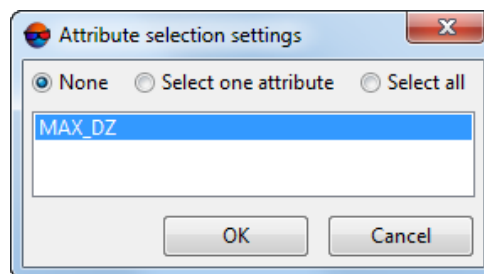 Attribute selection settings
None Select one attribute Select all
MAX_DZ
OK Cancel